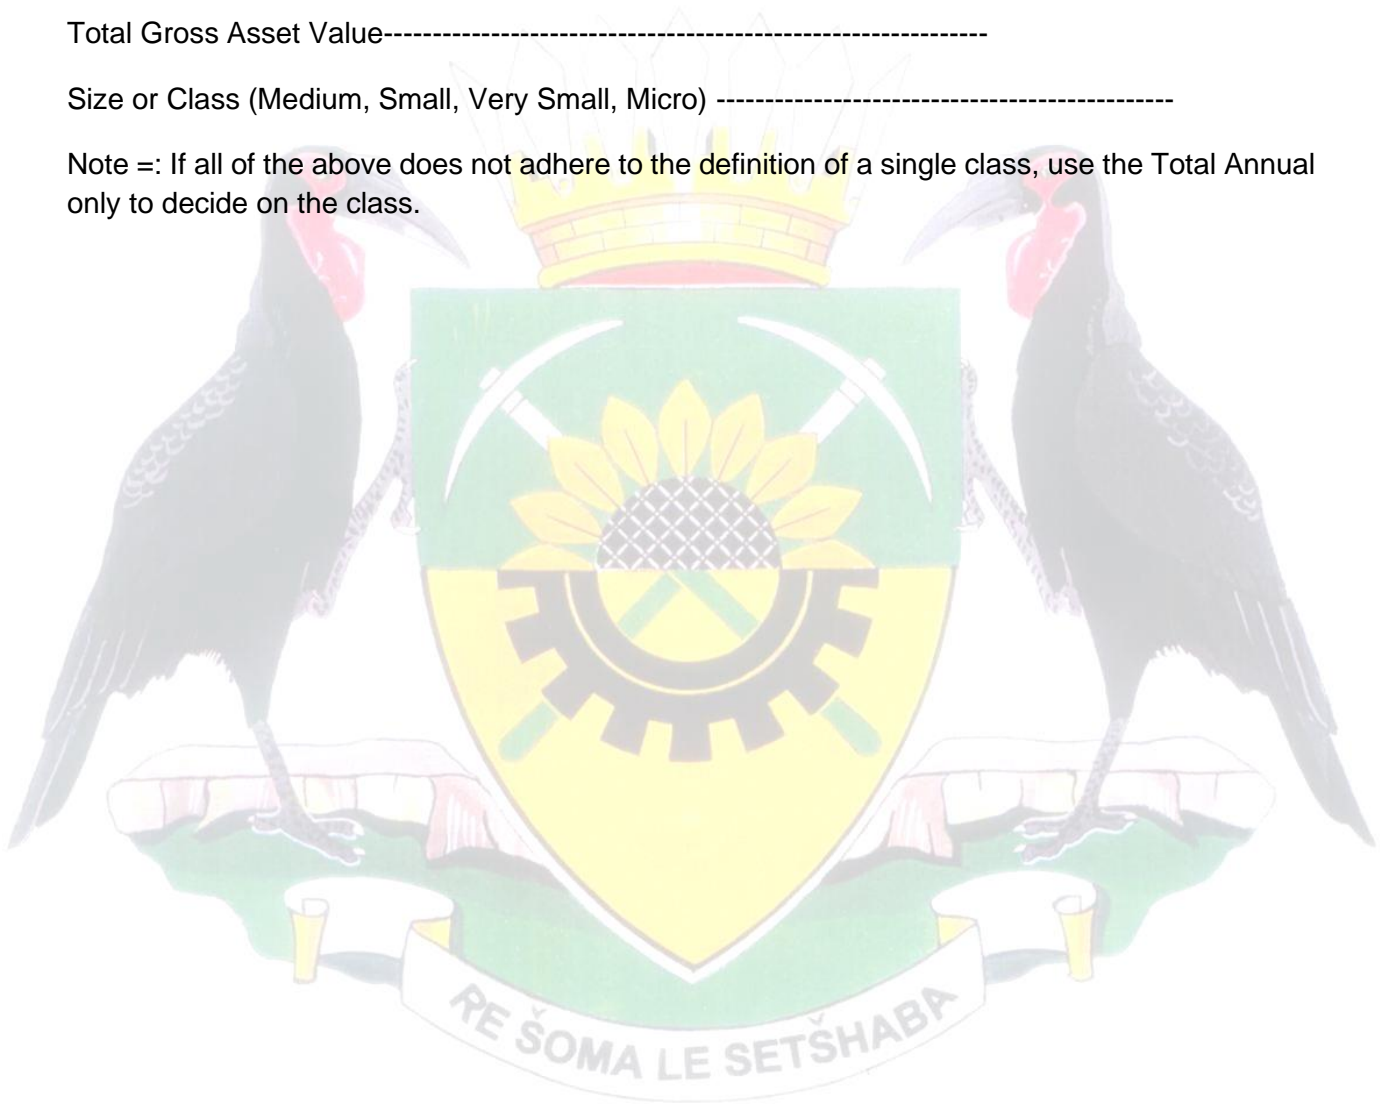 Total Gross Asset Value--------------------------------------------------------------
Size or Class (Medium, Small, Very Small, Micro) -----------------------------------------------
Note =: If all of the above does not adhere to the definition of a single class, use the Total Annual
only to decide on the class.
RE ŠOMA LE SETŠHABA